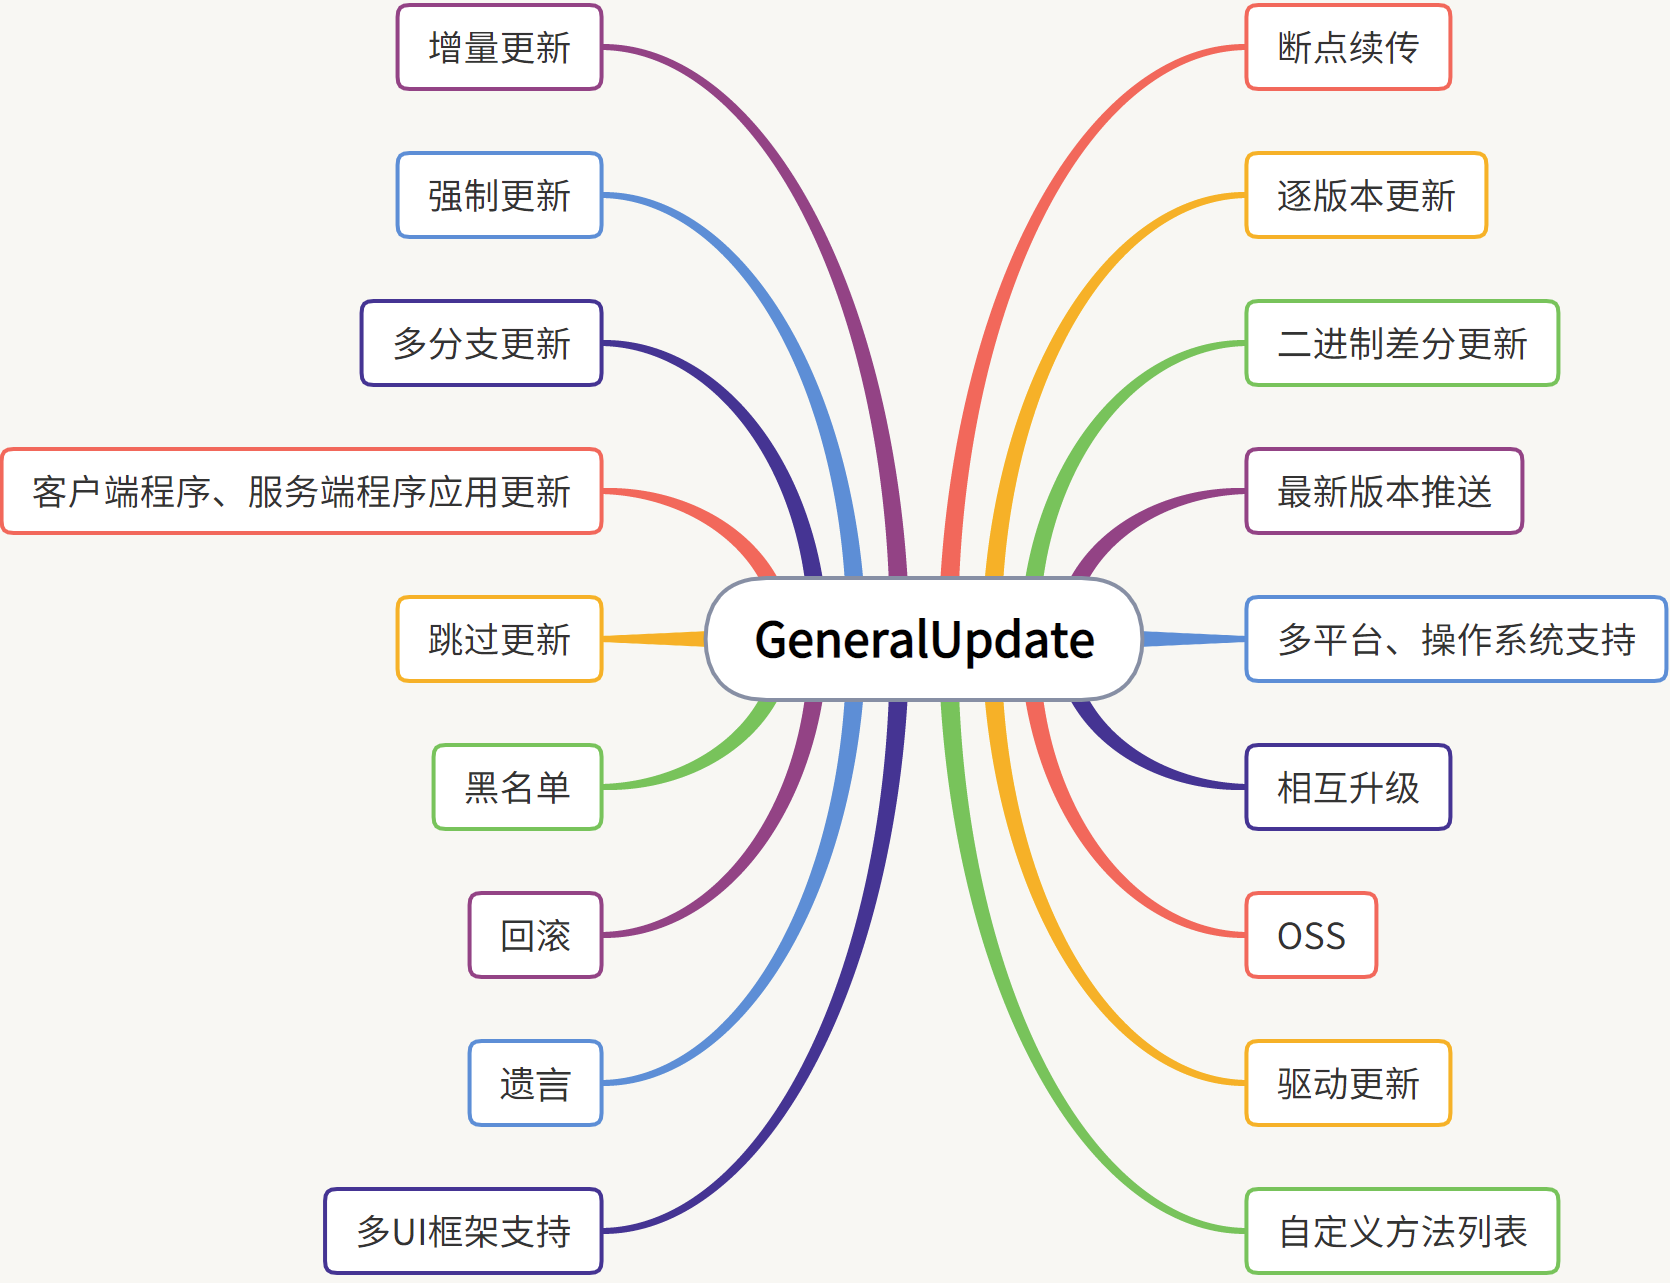 增量更新
强制更新
多分支更新
客户端程序、服务端程序应用更新
跳过更新
黑名单
回滚
遗言
多UI框架支持
GeneralUpdate
断点续传
逐版本更新
二进制差分更新
最新版本推送
多平台、操作系统支持
相互升级
OSS
驱动更新
自定义方法列表